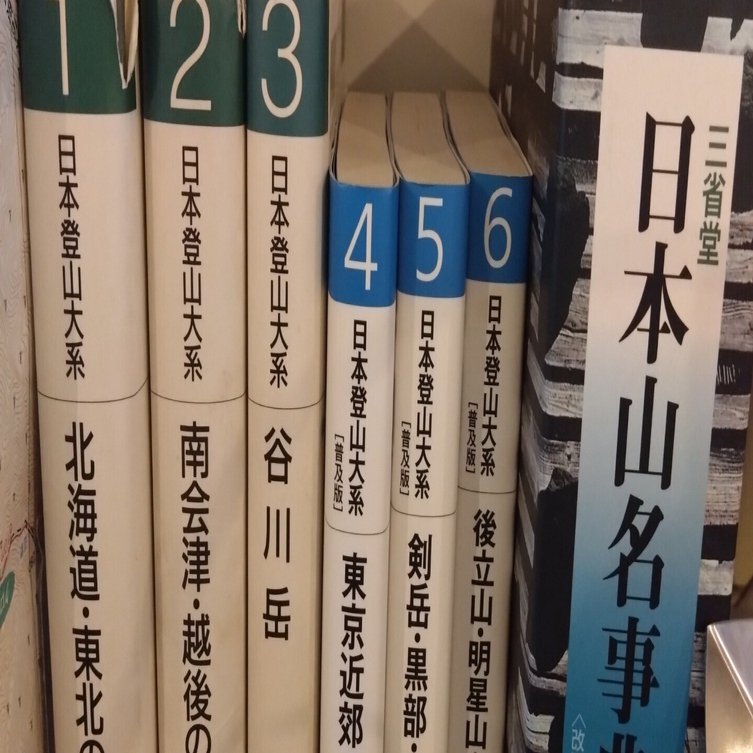 1
日本登山大系
北海道・東北の
2
日本登山大系
南会津・越後の
3
日本登山大系
谷川岳
4
日本登山大系
［普及版］
東京近郊
5
日本登山大系
［普及版］
剣岳・黒部・
6
日本登山大系
［普及版］
後立山・明星山
三省堂
日本山名事
〈改